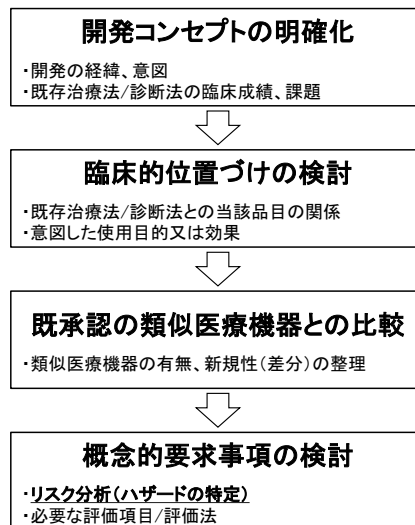 開発コンセプトの明確化
・開発の経緯、意図
・既存治療法/診断法の臨床成績、課題
臨床的位置づけの検討
・既存治療法/診断法との当該品目の関係
・意図した使用目的又は効果
既承認の類似医療機器との比較
・類似医療機器の有無、新規性(差分)の整理
概念的要求事項の検討
・リスク分析(ハザードの特定)
・必要な評価項目/評価法